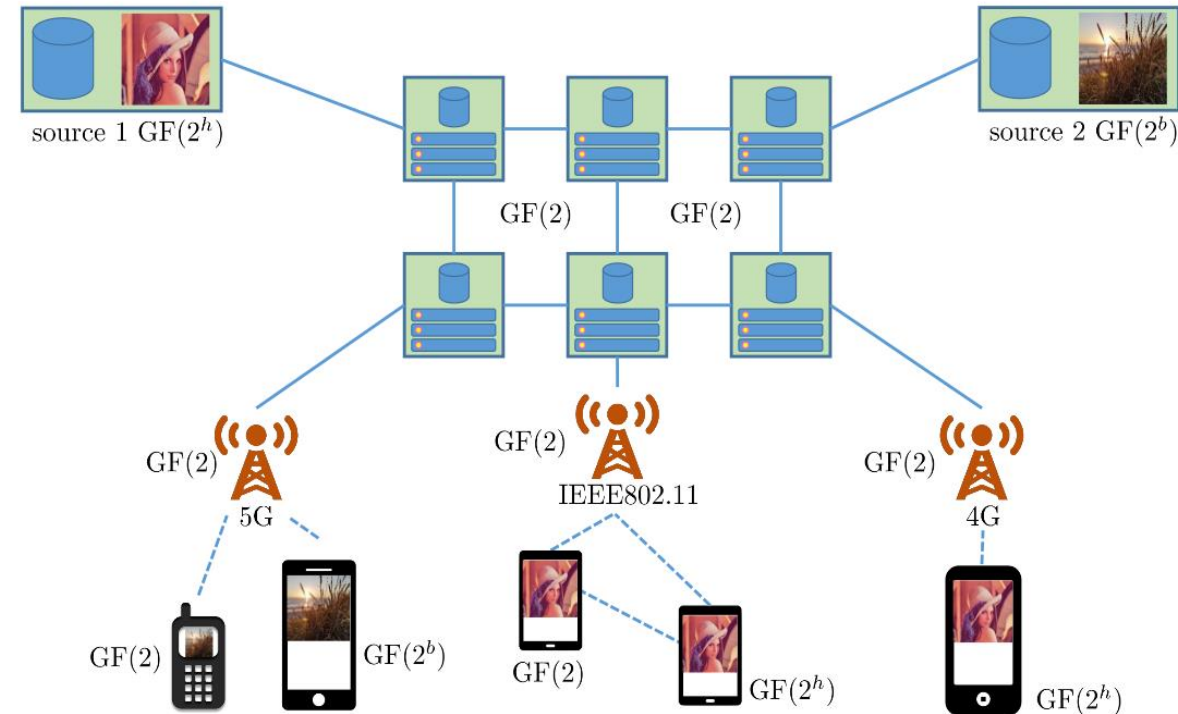 source 1 GF(2^h)
source 2 GF(2^b)
GF(2)
GF(2)
GF(2)
5G
GF(2)
IEEE802.11
GF(2)
4G
GF(2)
GF(2^b)
GF(2)
GF(2^h)
GF(2^h)